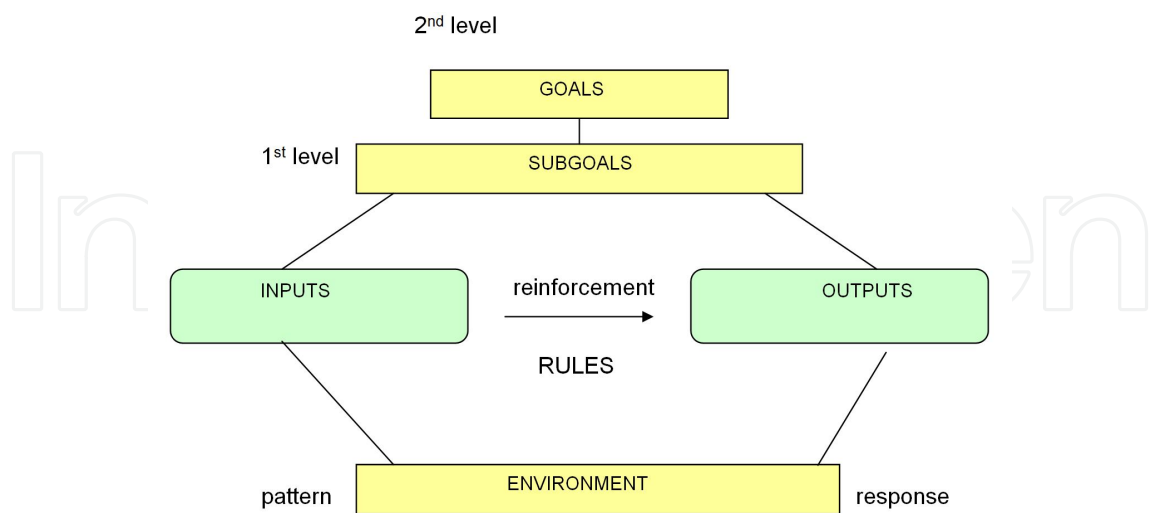 2nd level
GOALS
1st level
SUBGOALS
INPUTS
reinforcement
OUTPUTS
RULES
ENVIRONMENT
pattern
response